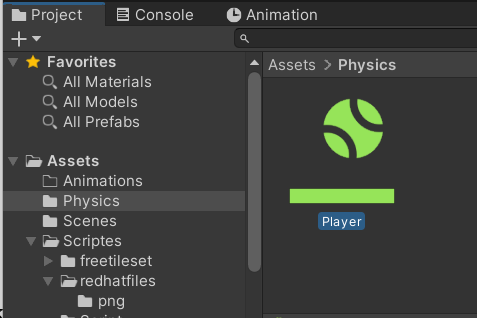 Project Console Animation
Favorites
All Materials
All Models
All Prefabs
Assets > Physics
Assets
Animations
Physics
Scenes
Scriptes
freetileset
redhatfiles
png
Player